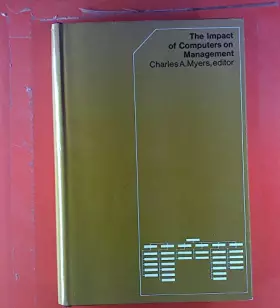 The Impact
of Computers on
Management
Charles A. Myers, editor